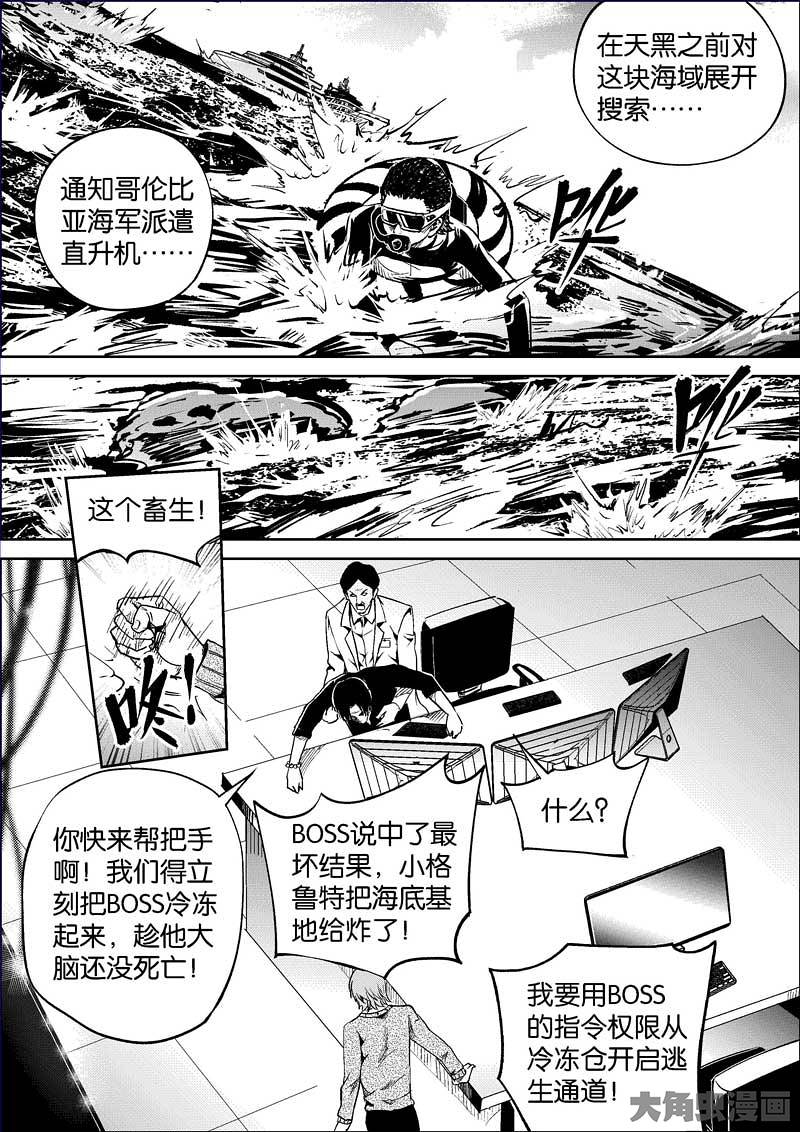 在天黑之前对
这块海域展开
搜索……
通知哥伦比
亚海军派遣
直升机……
哗
哗
这个畜生！
咚！
什么？
BOSS说中了最
坏结果，小格
鲁特把海底基
地给炸了！
你快来帮把手
啊！我们得立
刻把BOSS冷冻
起来，趁他大
脑还没死亡！
我要用BOSS
的指令权限从
冷冻仓开启逃
生通道！
大角虫漫画